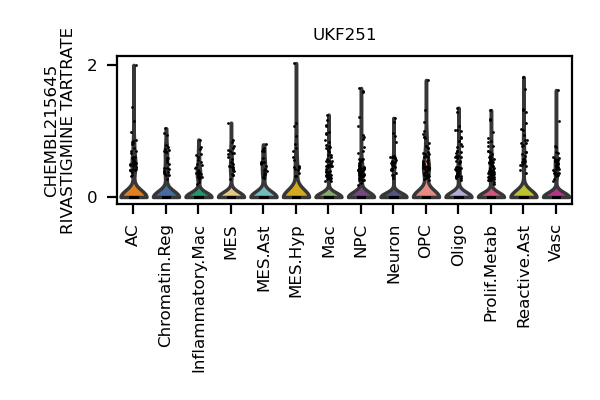 UKF251
CHEMBL215645
RIVASTIGMINE TARTRATE
2
0
AC
Chromatin.Reg
Inflammatory.Mac
MES
MES.Ast
MES.Hyp
Mac
NPC
Neuron
OPC
Oligo
Prolif.Metab
Reactive.Ast
Vasc